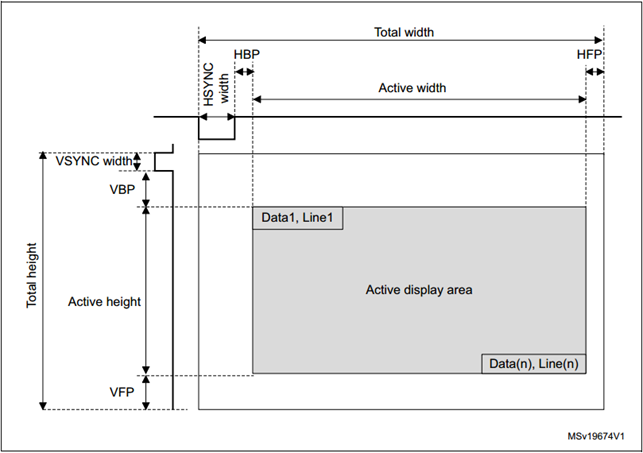 Total width
HBP
HFP
HSYNC
width
Active width
VSYNC width
VBP
Data1, Line1
Total height
Active height
Active display area
Data(n), Line(n)
VFP
MSv19674V1